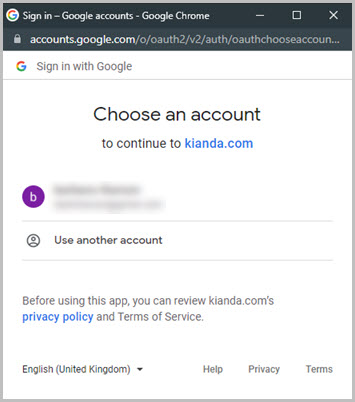 Sign in – Google accounts - Google Chrome
accounts.google.com/o/oauth2/v2/auth/oauthchooseaccoun...
Sign in with Google
Choose an account
to continue to kianda.com
b
Use another account
Before using this app, you can review kianda.com's
privacy policy and Terms of Service.
English (United Kingdom) Help Privacy Terms